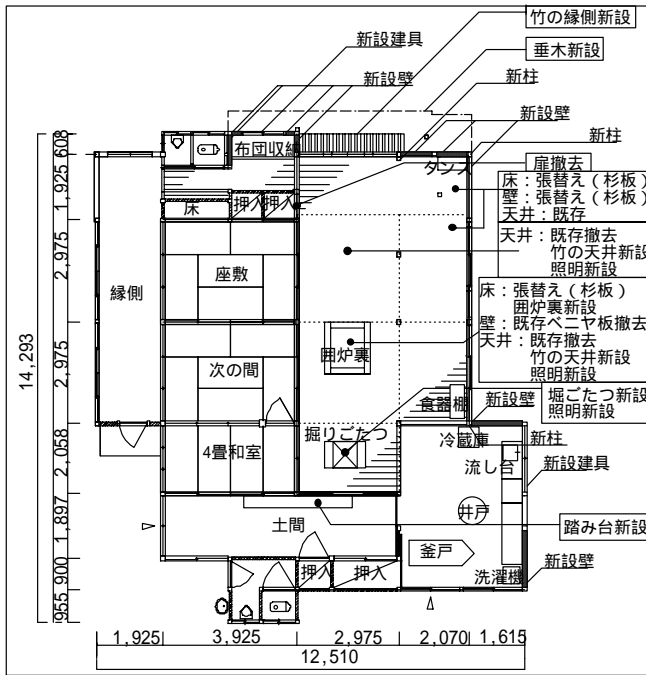 竹の縁側新設
新設建具
垂木新設
新設壁
新柱
新設壁
新柱
布団収納
タンス
扉撤去
床：張替え（杉板）
壁：張替え（杉板）
天井：既存
床
押入
押入
天井：既存撤去
竹の天井新設
照明新設
縁側
座敷
床：張替え（杉板）
囲炉裏新設
壁：既存ベニヤ板撤去
天井：既存撤去
竹の天井新設
照明新設
囲炉裏
次の間
食器棚
堀ごたつ新設
照明新設
新設壁
掘りごたつ
冷蔵庫
新柱
4畳和室
流し台
新設建具
井戸
土間
踏み台新設
釜戸
押入
押入
洗濯機
新設壁
608
1,925
2,975
2,975
2,058
1,897
900
955
14,293
1,925
3,925
2,975
2,070
1,615
12,510